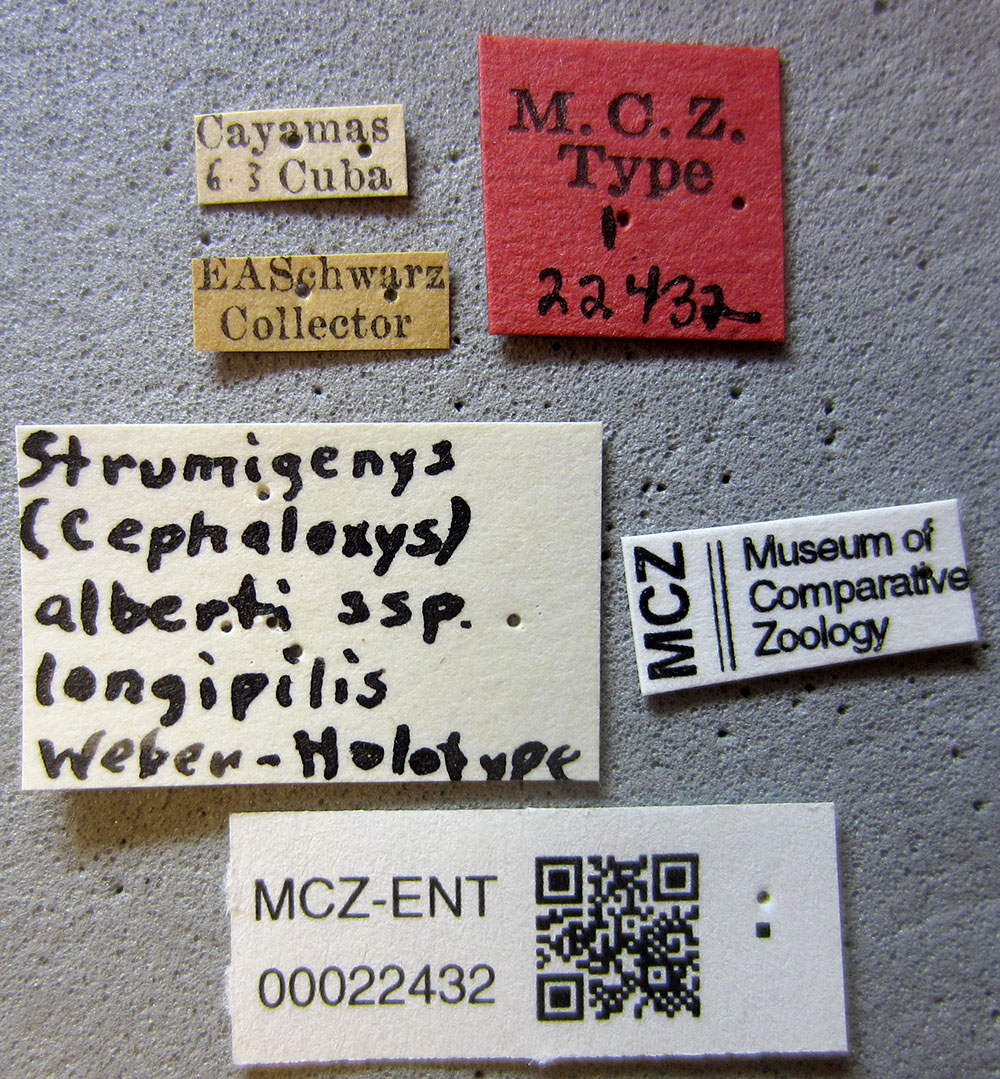 Cayamas
6.3 Cuba
EASchwarz
Collector
M.C.Z.
Type
1
22432
Strumigenys
(Cephaloxys)
alberti ssp.
longipilis
Weber-Holotype
MCZ
Museum of
Comparative
Zoology
MCZ-ENT
00022432